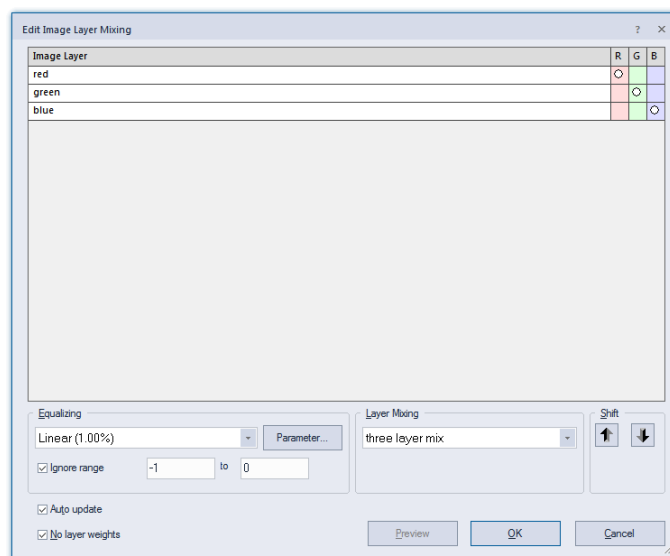 Edit Image Layer Mixing ? ×
Image Layer R G B
red
green
blue
Equalizing Layer Mixing Shift
Linear (1.00%) Parameter... three layer mix
Ignore range -1 to 0
Auto update
No layer weights Preview OK Cancel